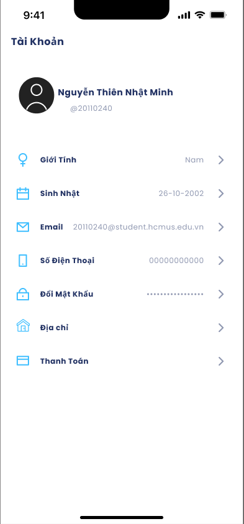 9:41
Tài Khoản
Nguyễn Thiên Nhật Minh
@20110240
Giới Tính Nam
Sinh Nhật 26-10-2002
Email 20110240@student.hcmus.edu.vn
Số Điện Thoại 00000000000
Đổi Mật Khẩu ••••••••••••••••
Địa chỉ
Thanh Toán